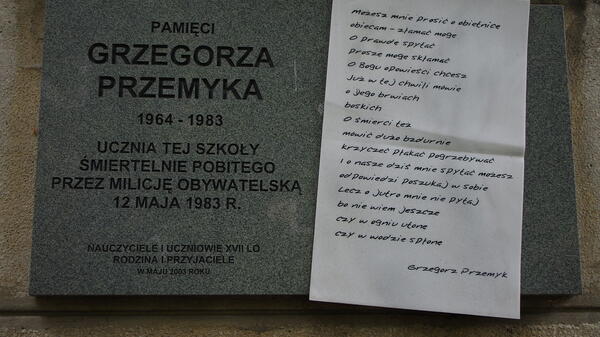 PAMIĘCI
GRZEGORZA
PRZEMYKA
1964 - 1983
UCZNIA TEJ SZKOŁY
ŚMIERTELNIE POBITEGO
PRZEZ MILICJĘ OBYWATELSKĄ
12 MAJA 1983 R.
NAUCZYCIELE I UCZNIOWIE XVII LO
RODZINA I PRZYJACIELE
W MAJU 2003 ROKU
możesz mnie prosić o obietnice
obiecam - złamać mogę
O prawdę spytać
proszę mogę skłamać
O Bogu opowieści chcesz
Już w tej chwili mówię
o jego brwiach
boskich
O śmierci też
mówić dużo bzdurnie
krzyczeć płakać pogrzebywać
I o nasze dziś mnie spytać możesz
odpowiedzi poszukaj w sobie
Lecz o jutro mnie nie pytaj
bo nie wiem jeszcze
czy w ogniu utonę
czy w wodzie spłonę
Grzegorz Przemyk